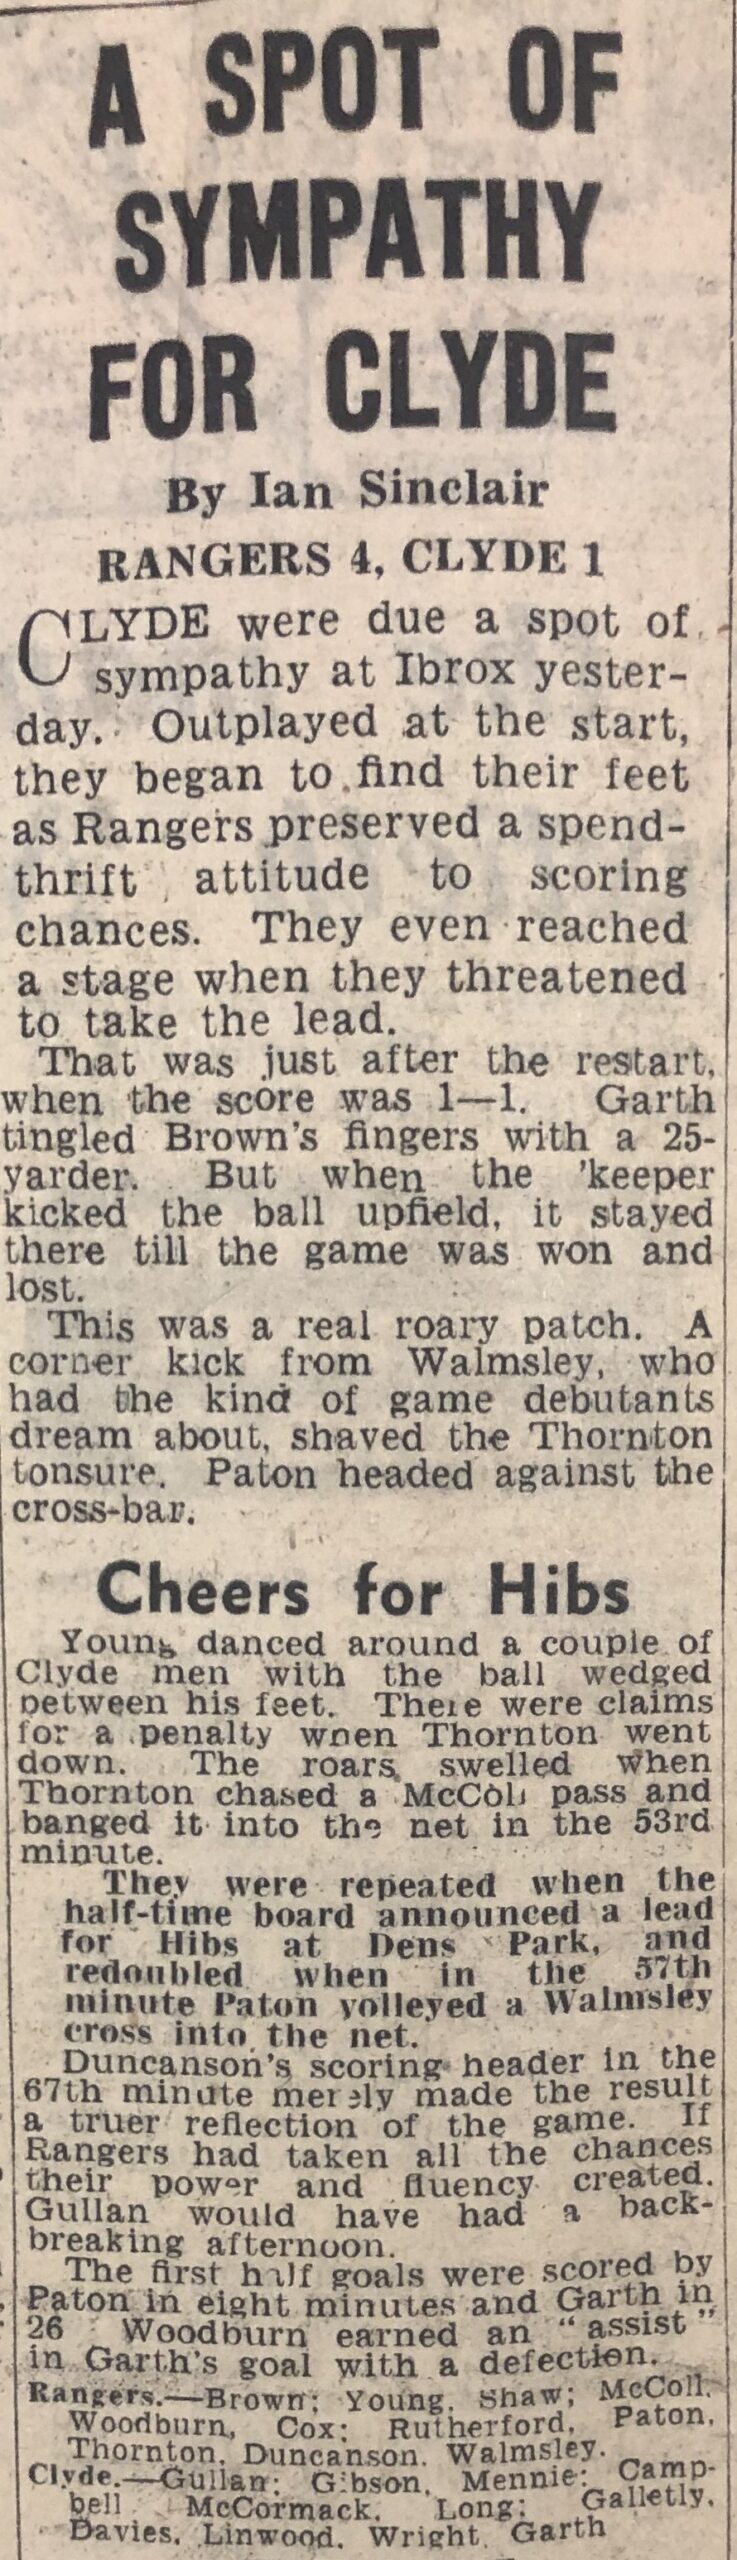 A SPOT OF
SYMPATHY
FOR CLYDE
By Ian Sinclair
RANGERS 4, CLYDE 1
CLYDE were due a spot of
sympathy at Ibrox yester-
day. Outplayed at the start,
they began to find their feet
as Rangers preserved a spend-
thrift attitude to scoring
chances. They even reached
a stage when they threatened
to take the lead.
That was just after the restart,
when the score was 1—1. Garth
tingled Brown's fingers with a 25-
yarder. But when the 'keeper
kicked the ball upfield, it stayed
there till the game was won and
lost.
This was a real roary patch. A
corner kick from Walmsley, who
had the kind of game debutants
dream about, shaved the Thornton
tonsure. Paton headed against the
cross-bar.
Cheers for Hibs
Young danced around a couple of
Clyde men with the ball wedged
between his feet. There were claims
for a penalty when Thornton went
down. The roars swelled when
Thornton chased a McColl pass and
banged it into the net in the 53rd
minute.
They were repeated when the
half-time board announced a lead
for Hibs at Dens Park, and
redoubled when in the 57th
minute Paton volleyed a Walmsley
cross into the net.
Duncanson's scoring header in the
67th minute merely made the result
a truer reflection of the game. If
Rangers had taken all the chances
their power and fluency created.
Gullan would have had a back-
breaking afternoon.
The first half goals were scored by
Paton in eight minutes and Garth in
26 Woodburn earned an "assist"
in Garth's goal with a defection.
Rangers.—Brown; Young, Shaw; McColl,
Woodburn, Cox; Rutherford, Paton,
Thornton, Duncanson, Walmsley.
Clyde.—Gullan; Gibson, Mennie; Camp-
bell McCormack, Long; Galletly,
Davies, Linwood, Wright, Garth